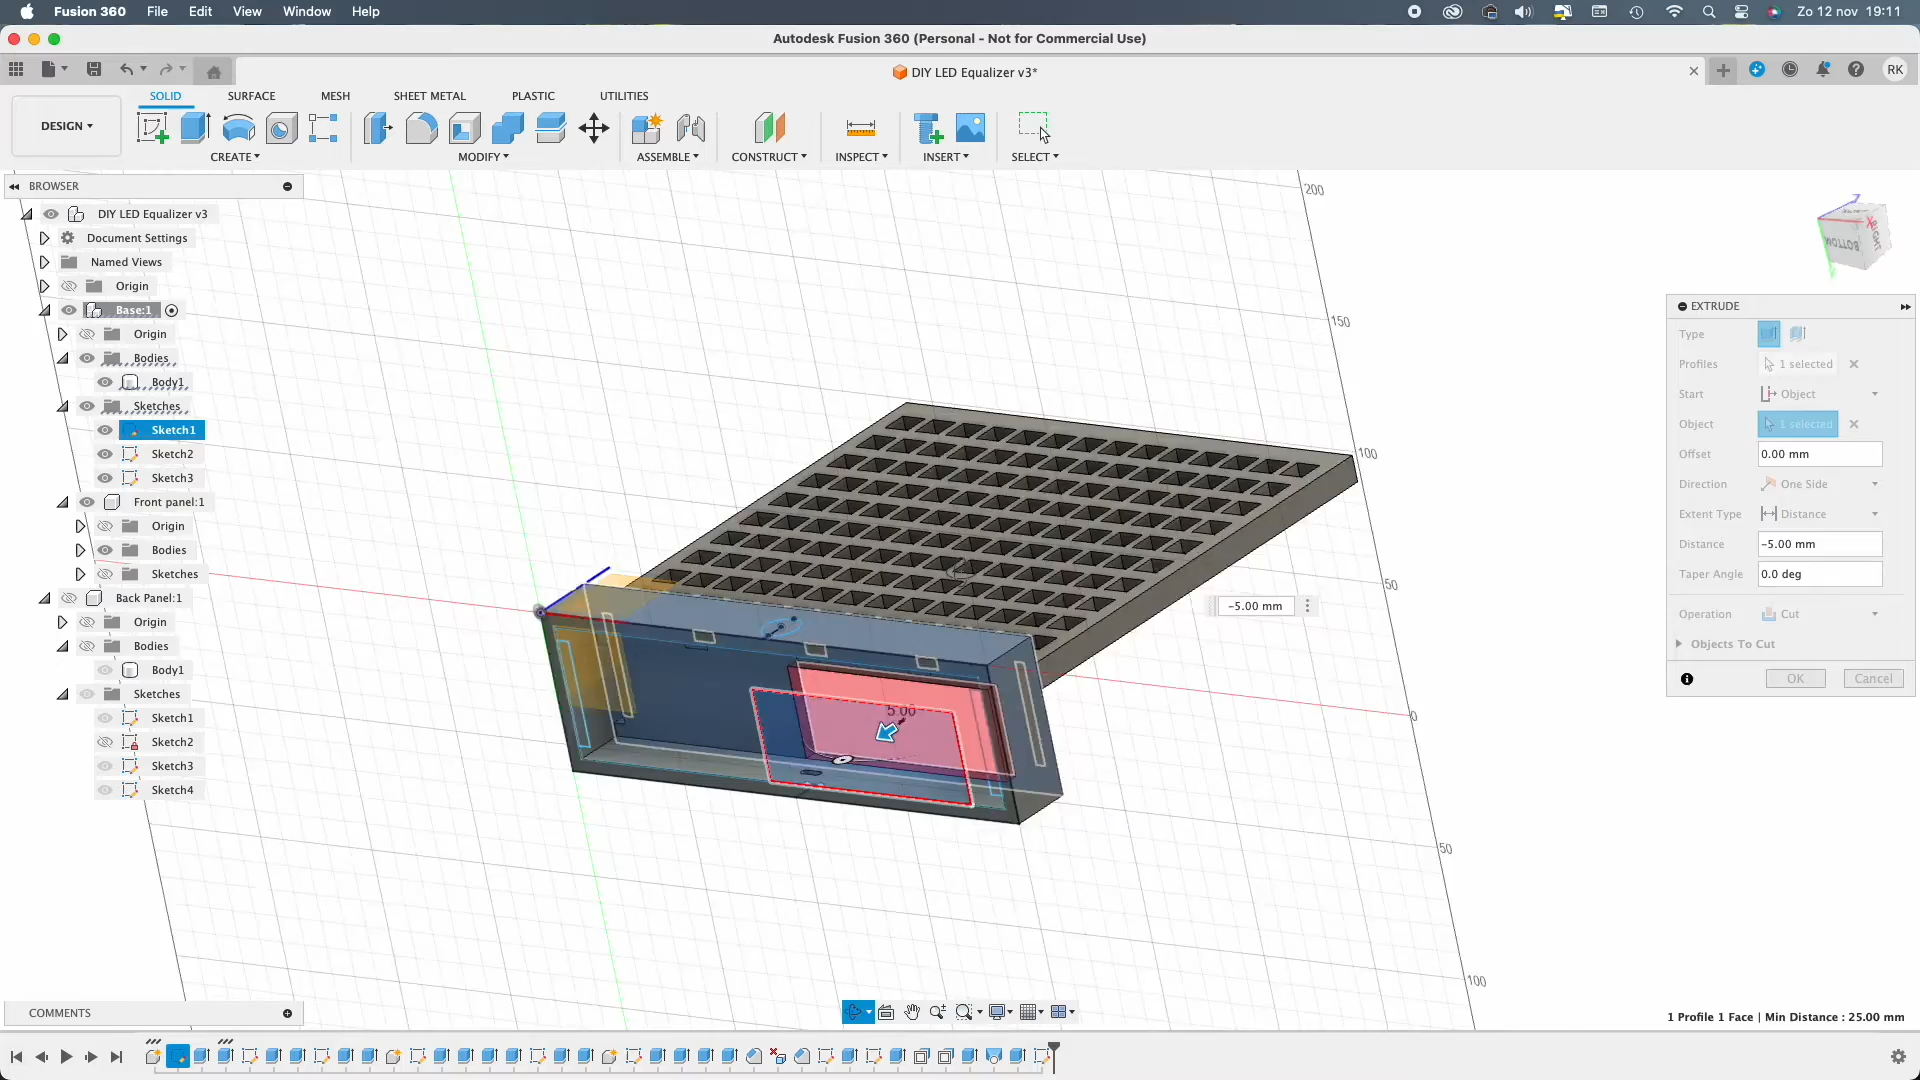 Fusion 360 File Edit View Window Help Zo 12 nov 19:11
Autodesk Fusion 360 (Personal - Not for Commercial Use)
DIY LED Equalizer v3* RK
SOLID SURFACE MESH SHEET METAL PLASTIC UTILITIES
DESIGN
CREATE MODIFY ASSEMBLE CONSTRUCT INSPECT INSERT SELECT
BROWSER
DIY LED Equalizer v3
Document Settings
Named Views
Origin
Base:1
Origin
Bodies
Body1
Sketches
Sketch1
Sketch2
Sketch3
Front panel:1
Origin
Bodies
Sketches
Back Panel:1
Origin
Bodies
Body1
Sketches
Sketch1
Sketch2
Sketch3
Sketch4
200
150
100
50
0
50
100
5.00
-5.00 mm
BOTTOM
RIGHT
Z
X
EXTRUDE
Type
Profiles 1 selected
Start Object
Object 1 selected
Offset 0.00 mm
Direction One Side
Extent Type Distance
Distance -5.00 mm
Taper Angle 0.0 deg
Operation Cut
Objects To Cut
OK Cancel
COMMENTS
1 Profile 1 Face | Min Distance : 25.00 mm